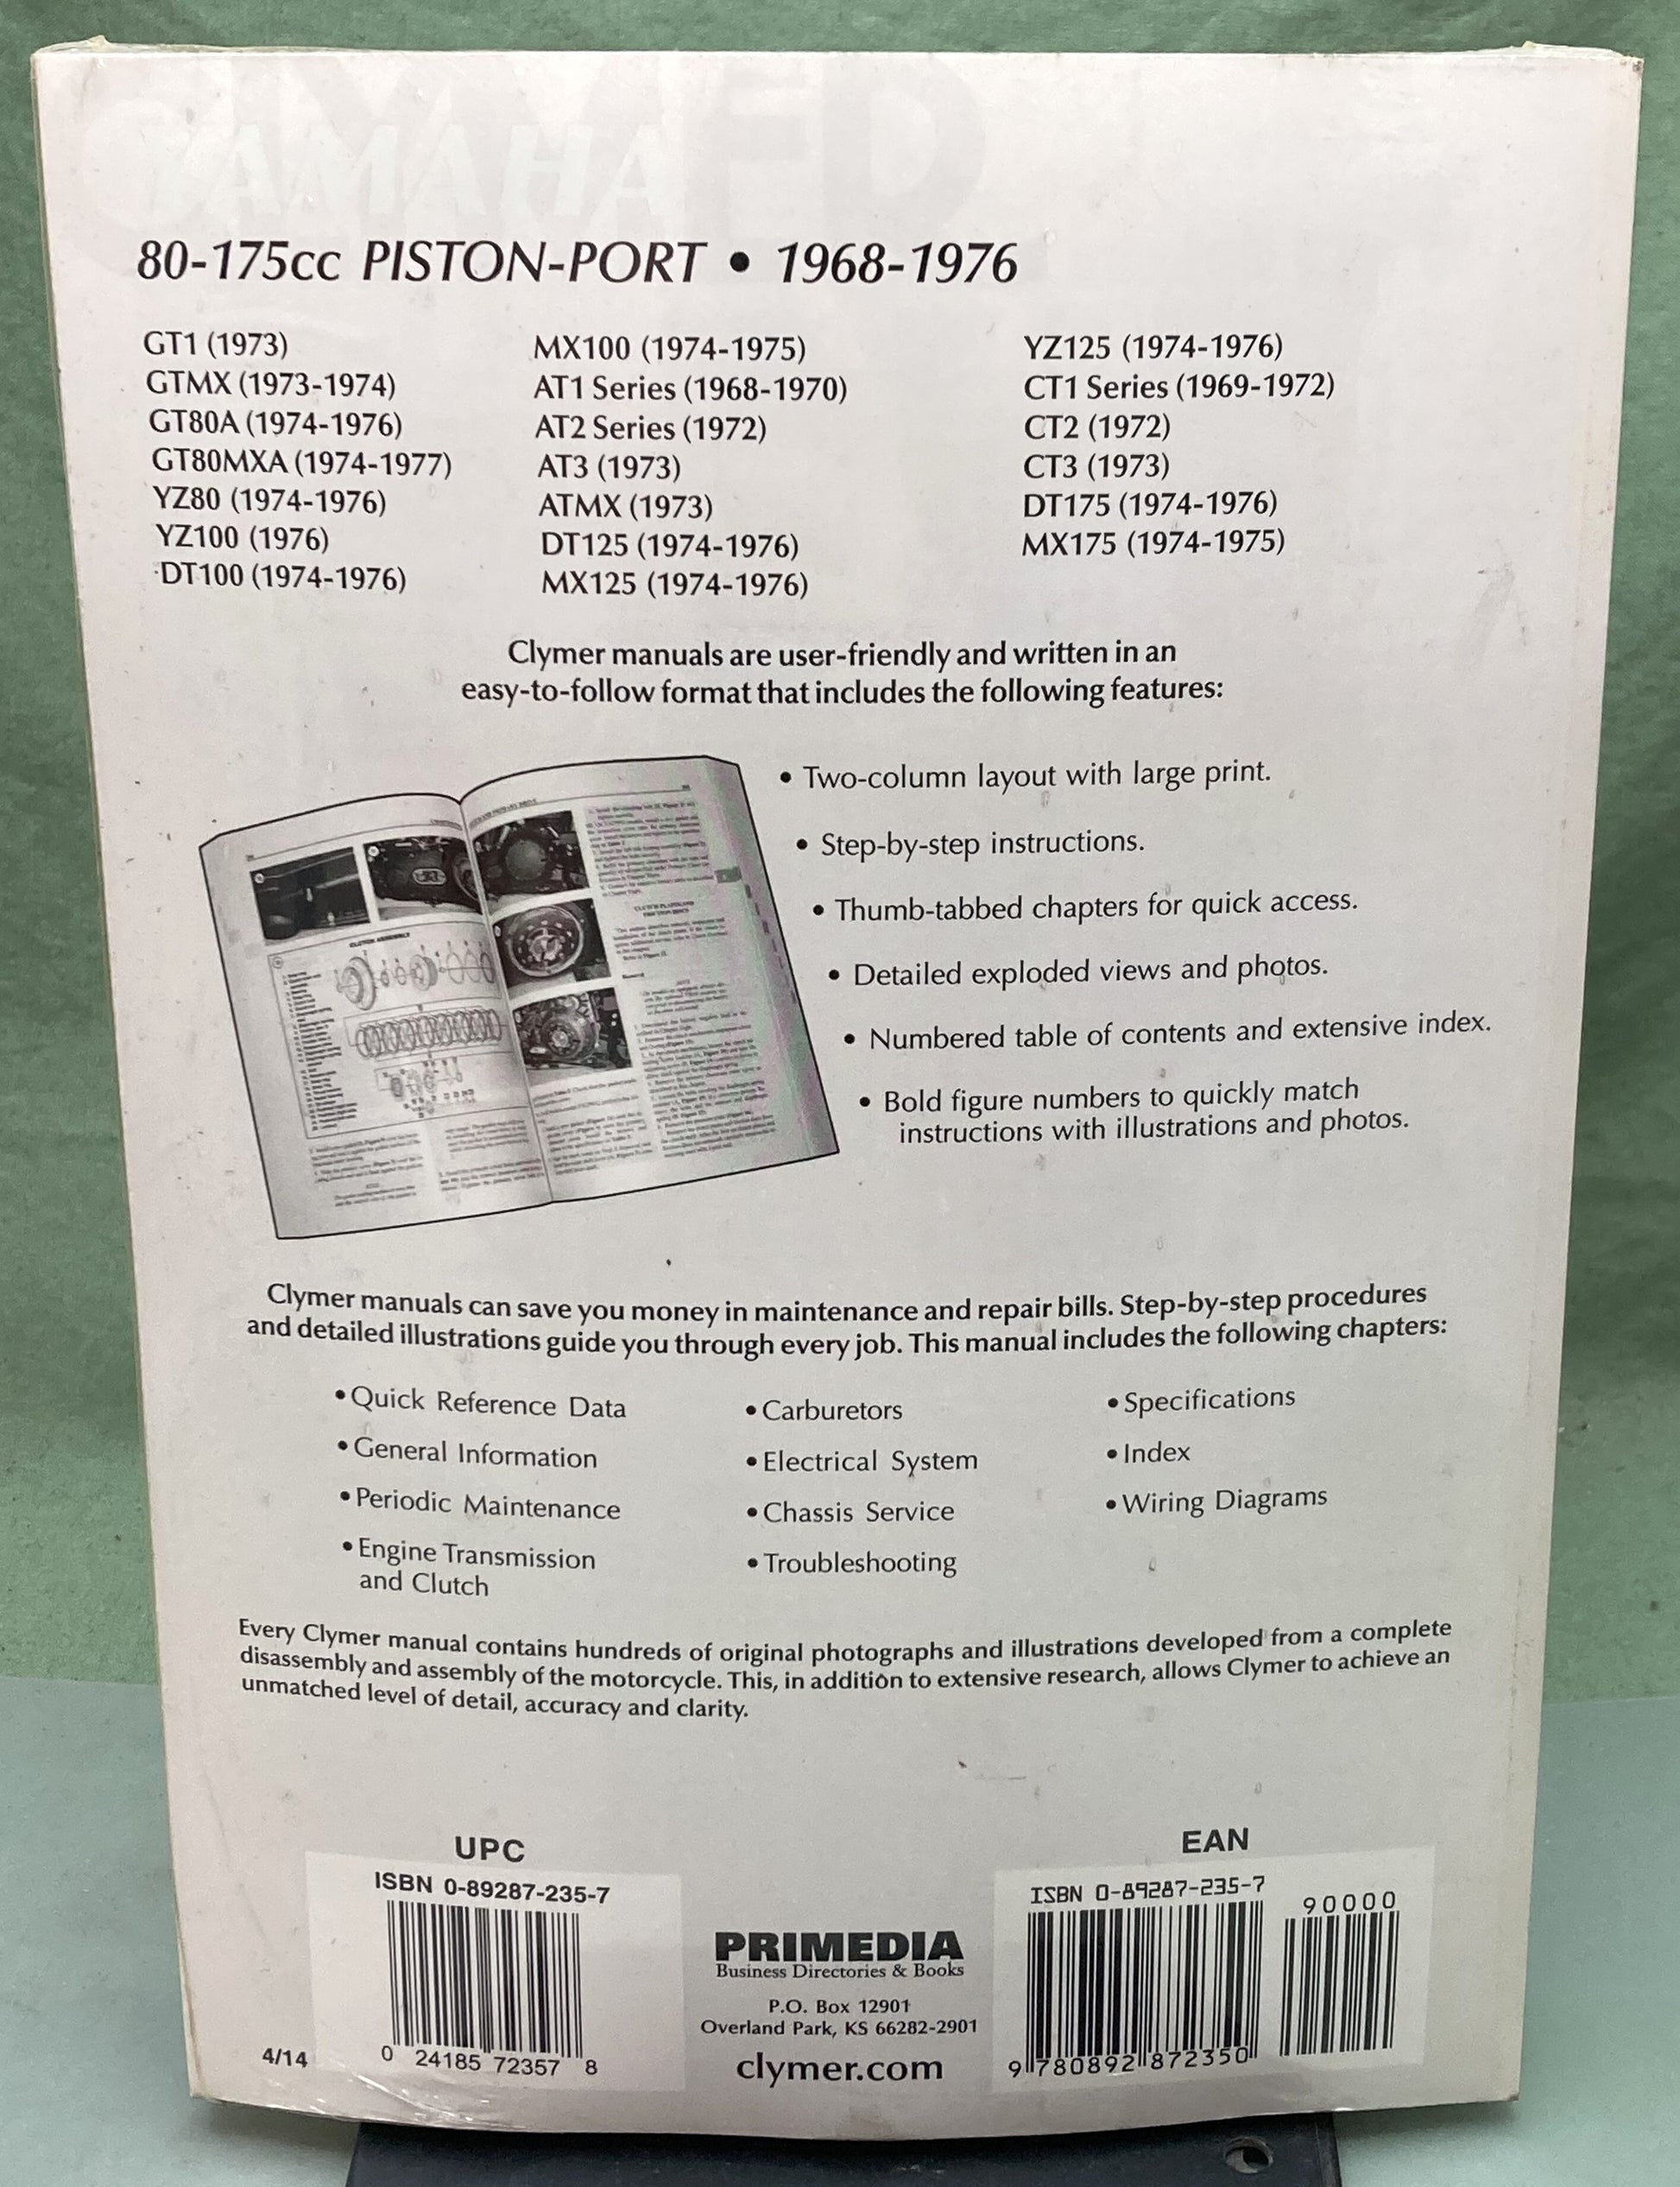 80-175cc PISTON-PORT • 1968-1976
GT1 (1973)
GTMX (1973-1974)
GT80A (1974-1976)
GT80MXA (1974-1977)
YZ80 (1974-1976)
YZ100 (1976)
DT100 (1974-1976)
MX100 (1974-1975)
AT1 Series (1968-1970)
AT2 Series (1972)
AT3 (1973)
ATMX (1973)
DT125 (1974-1976)
MX125 (1974-1976)
YZ125 (1974-1976)
CT1 Series (1969-1972)
CT2 (1972)
CT3 (1973)
DT175 (1974-1976)
MX175 (1974-1975)
Clymer manuals are user-friendly and written in an
easy-to-follow format that includes the following features:
• Two-column layout with large print.
• Step-by-step instructions.
• Thumb-tabbed chapters for quick access.
• Detailed exploded views and photos.
• Numbered table of contents and extensive index.
• Bold figure numbers to quickly match
instructions with illustrations and photos.
CLUTCH ASSEMBLY
Clymer manuals can save you money in maintenance and repair bills. Step-by-step procedures
and detailed illustrations guide you through every job. This manual includes the following chapters:
• Quick Reference Data
• General Information
• Periodic Maintenance
• Engine Transmission
and Clutch
• Carburetors
• Electrical System
• Chassis Service
• Troubleshooting
• Specifications
• Index
• Wiring Diagrams
Every Clymer manual contains hundreds of original photographs and illustrations developed from a complete
disassembly and assembly of the motorcycle. This, in addition to extensive research, allows Clymer to achieve an
unmatched level of detail, accuracy and clarity.
UPC
ISBN 0-89287-235-7
0 24185 72357 8
4/14
PRIMEDIA
Business Directories & Books
P.O. Box 12901
Overland Park, KS 66282-2901
clymer.com
EAN
ISBN 0-89287-235-7
90000
9 780892 872350